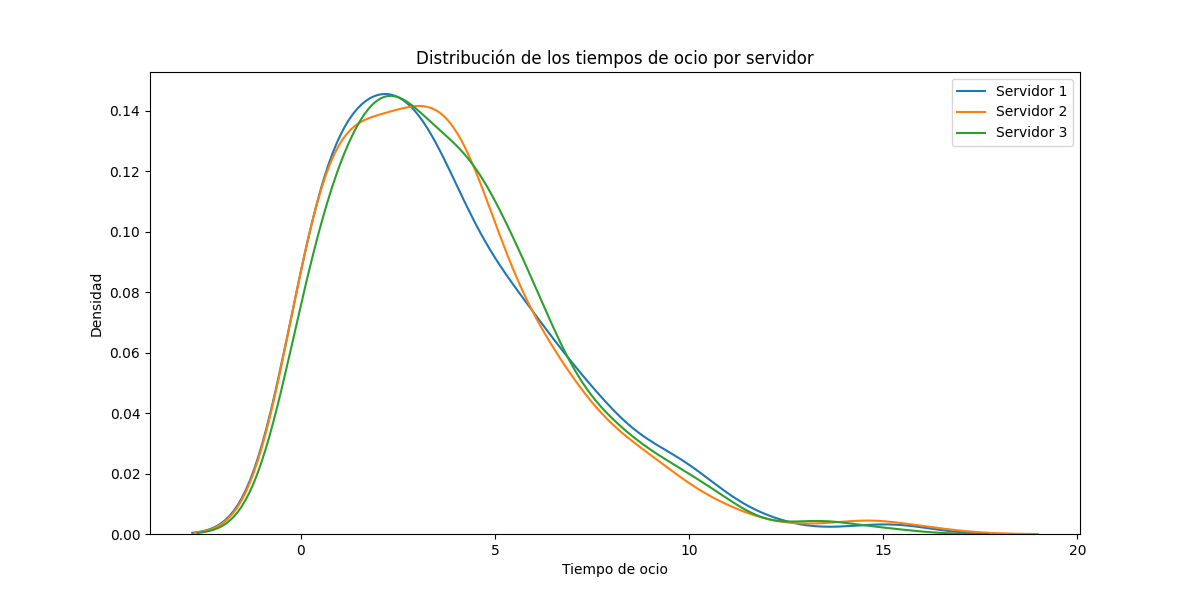 Distribución de los tiempos de ocio por servidor
Servidor 1
Servidor 2
Servidor 3
Densidad
0.14
0.12
0.10
0.08
0.06
0.04
0.02
0.00
0
5
10
15
20
Tiempo de ocio